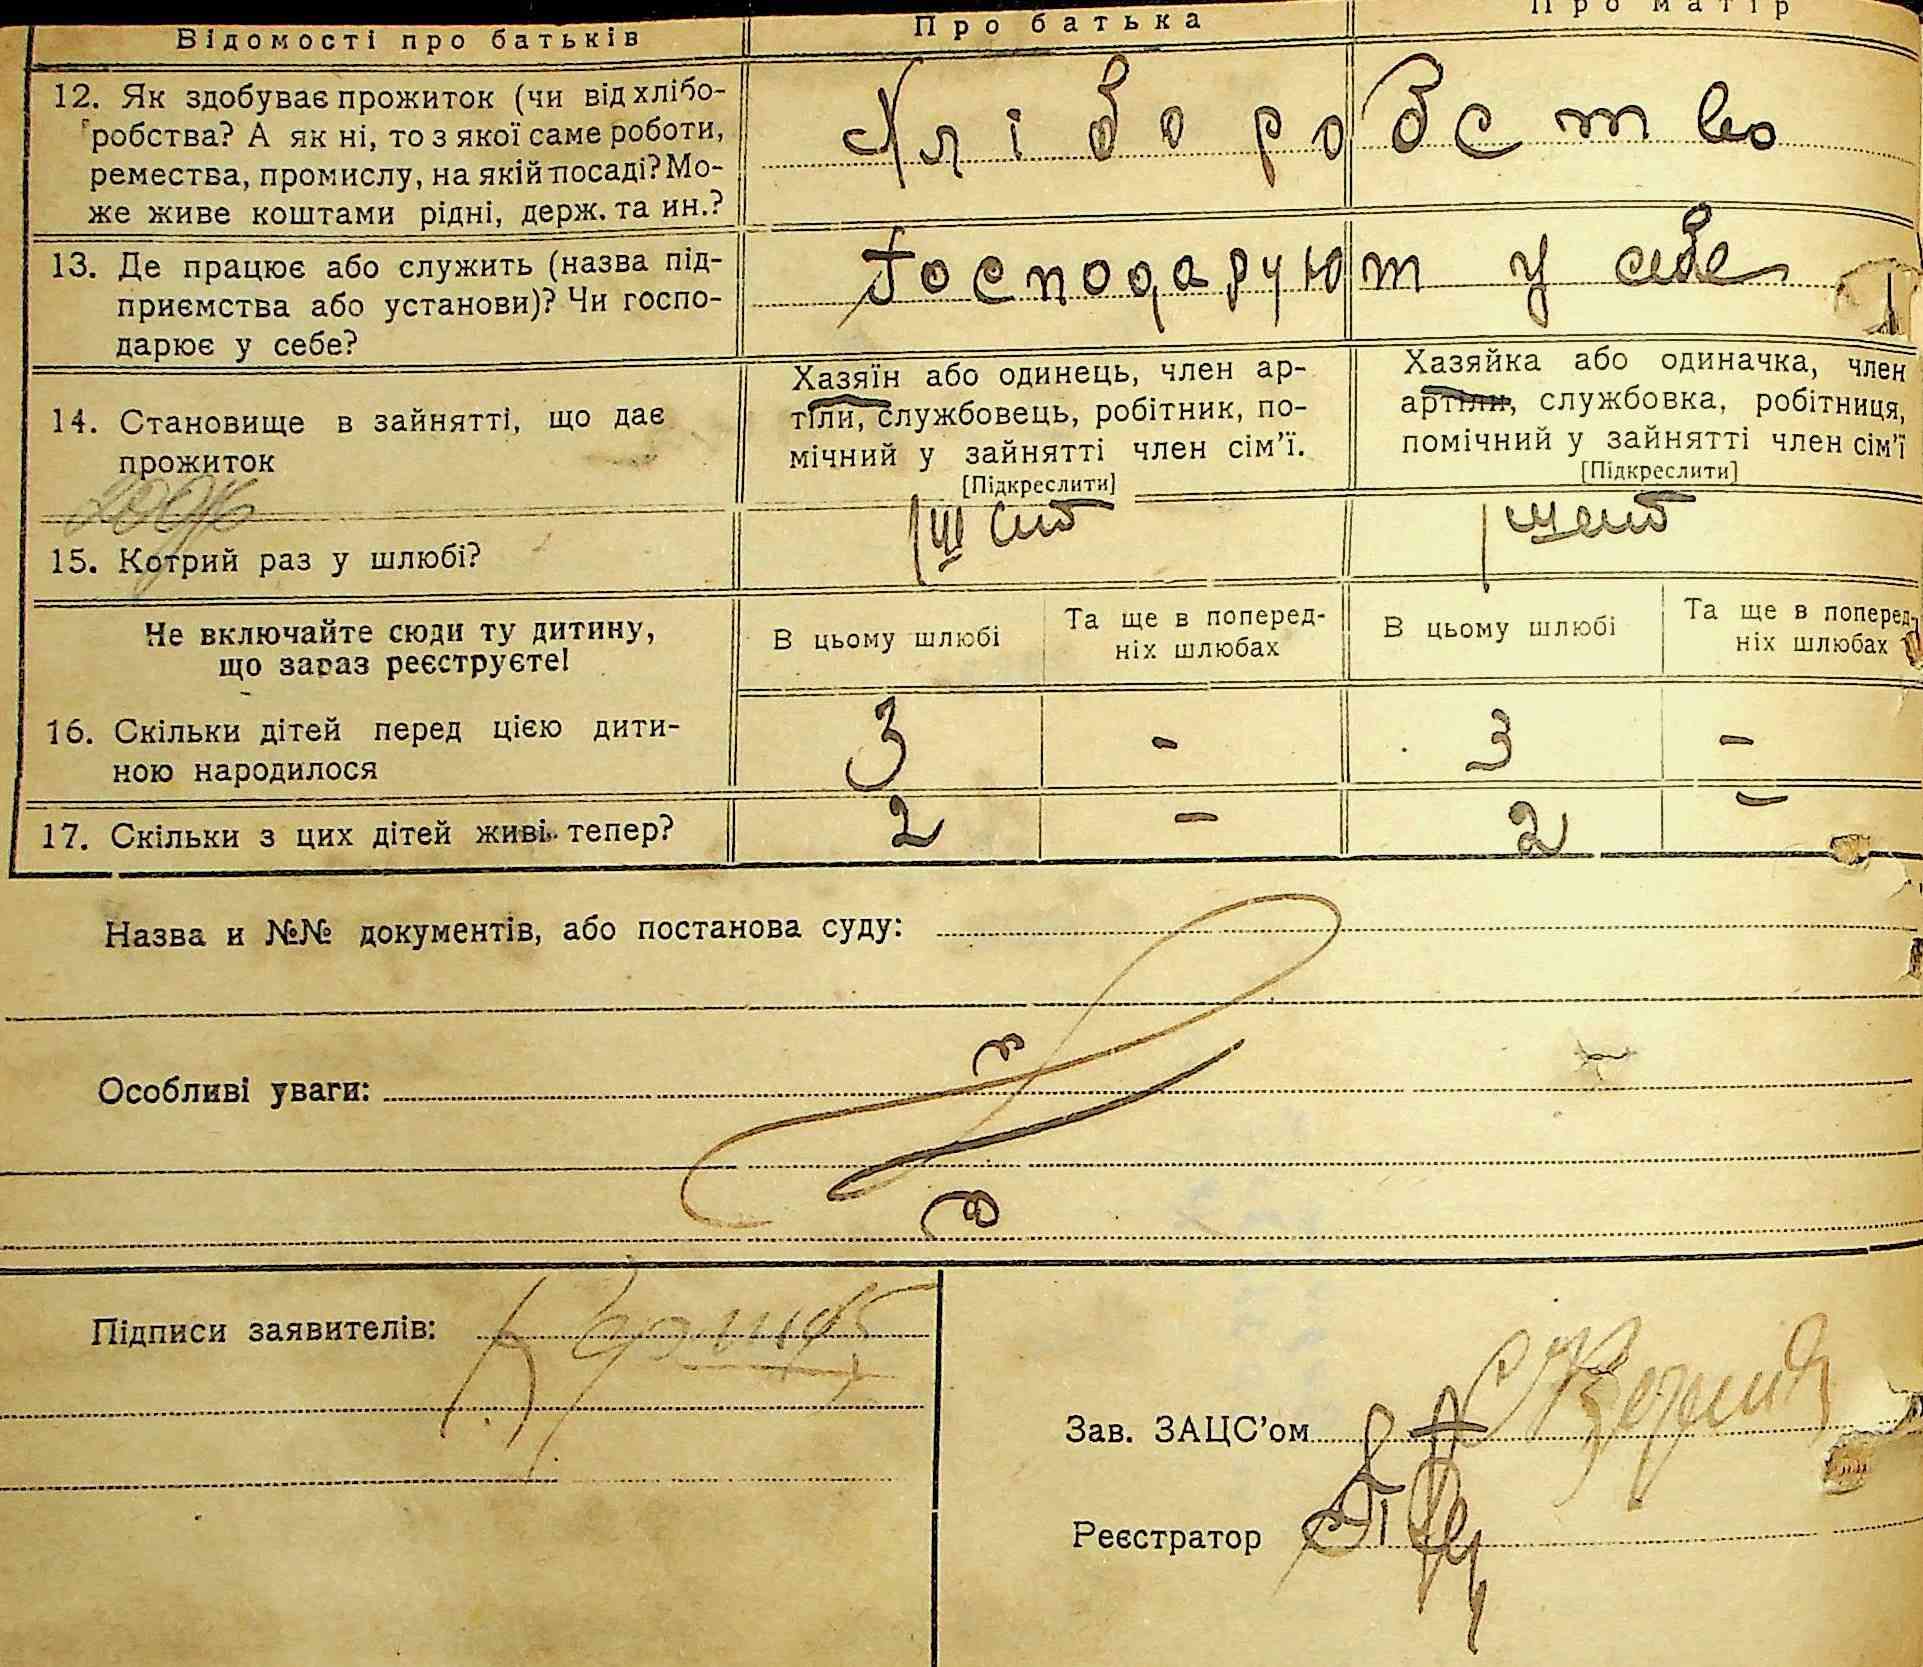 Відомості про батьків
Про батька
Про матір
12. Як здобуває прожиток (чи від хлібо-
робства? А як ні, то з якої саме роботи,
ремества, промислу, на якій посаді? Мо-
же живе коштами рідні, держ. та ин.?
Хліборобство
13. Де працює або служить (назва під-
приємства або установи)? Чи госпо-
дарює у себе?
Господаруют у себе
14. Становище в зайнятті, що дає
прожиток
Хазяїн або одинець, член ар-
тіли, службовець, робітник, по-
мічний у зайнятті член сім'ї.
[Підкреслити]
Хазяйка або одиначка, член
артіли, службовка, робітниця,
помічний у зайнятті член сім'ї
[Підкреслити]
15. Котрий раз у шлюбі?
Не включайте сюди ту дитину,
що зараз реєструєте!
В цьому шлюбі
Та ще в поперед-
ніх шлюбах
В цьому шлюбі
Та ще в поперед-
ніх шлюбах
16. Скільки дітей перед цією дити-
ною народилося
3 - 3 -
17. Скільки з цих дітей живі тепер?
2 - 2 -
Назва и №№ документів, або постанова суду:
Особливі уваги:
Підписи заявителів:
Зав. ЗАЦС'ом
Реєстратор